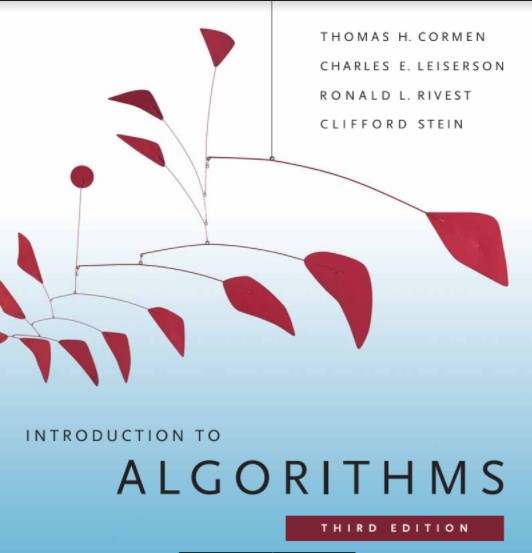 THOMAS H. CORMEN
CHARLES E. LEISERSON
RONALD L. RIVEST
CLIFFORD STEIN
INTRODUCTION TO
ALGORITHMS
THIRD EDITION